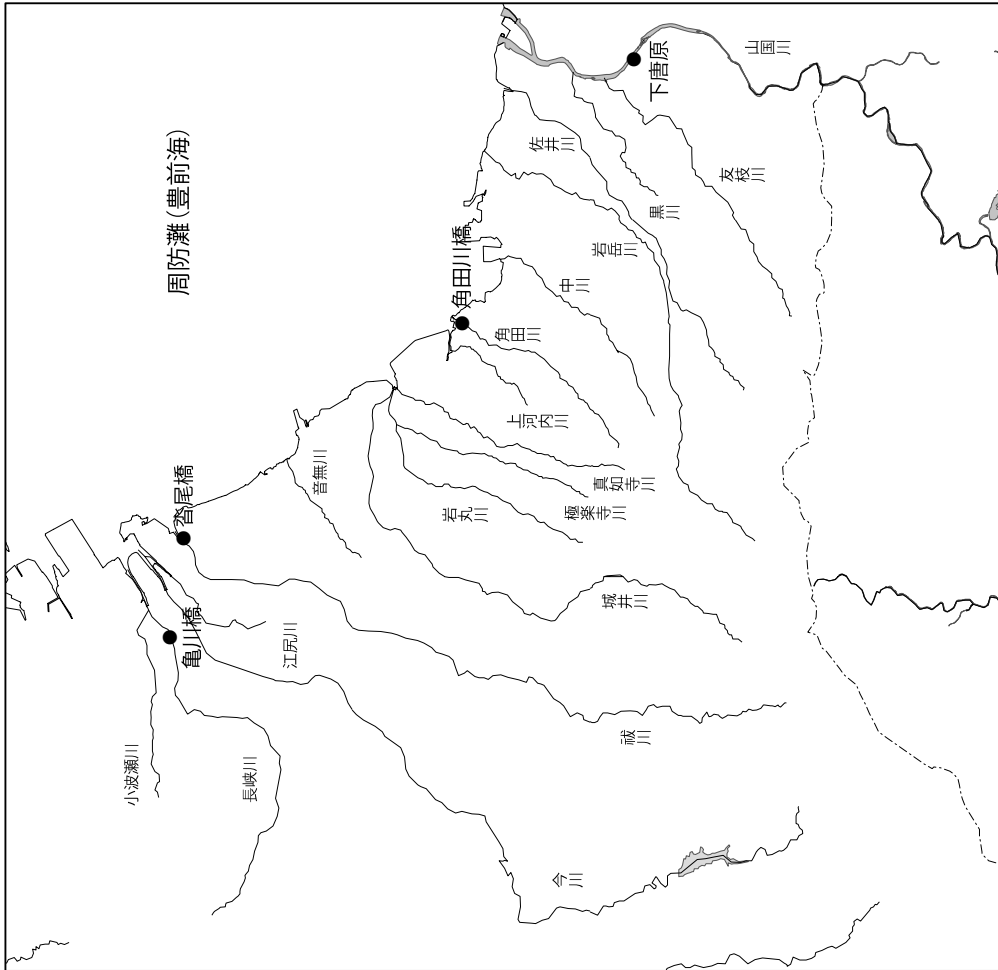 周防灘(豊前海)
下唐原
山国川
佐井川
黒川
友枝川
岩岳川
中川
角田川橋
角田川
上河内川
真如寺川
極楽寺川
岩丸川
音無川
城井川
沓尾橋
祓川
亀川橋
江尻川
小波瀬川
長峡川
今川